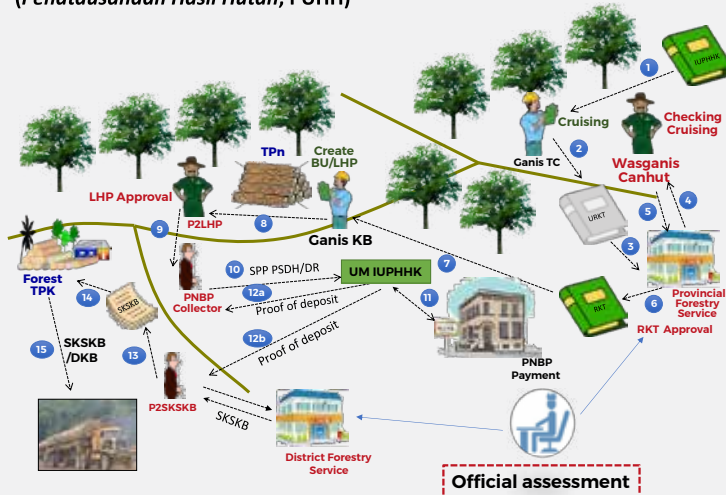 (Penatausahaan Hasil Hutan, PUHH)
1
IUPHHK
Cruising
Checking
Cruising
Ganis TC
2
Wasganis
Canhut
TPn
Create
BU/LHP
LHP Approval
P2LHP
8
Ganis KB
URKT
5
4
3
9
Forest
TPK
10
SPP PSDH/DR
UM IUPHHK
7
PNBP
Collector
12a
Proof of deposit
11
RKT
6
Provincial
Forestry
Service
RKT Approval
14
SKSKB
12b
Proof of deposit
PNBP
Payment
15
SKSKB
/DKB
13
P2SKSKB
SKSKB
District Forestry
Service
Official assessment